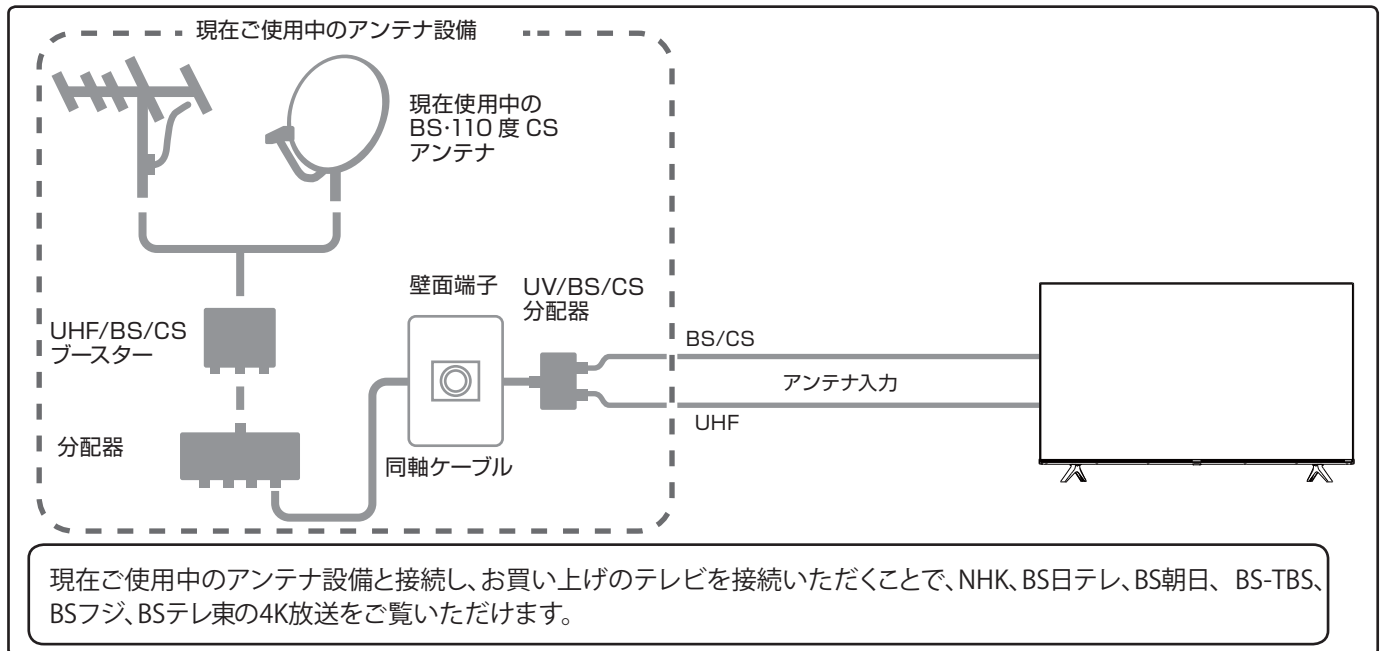 現在ご使用中のアンテナ設備
現在使用中の
BS･110 度 CS
アンテナ
壁面端子
UV/BS/CS
分配器
UHF/BS/CS
ブースター
BS/CS
アンテナ入力
UHF
分配器
同軸ケーブル
現在ご使用中のアンテナ設備と接続し、お買い上げのテレビを接続いただくことで、NHK、BS日テレ、BS朝日、 BS-TBS、
BSフジ、BSテレ東の4K放送をご覧いただけます。